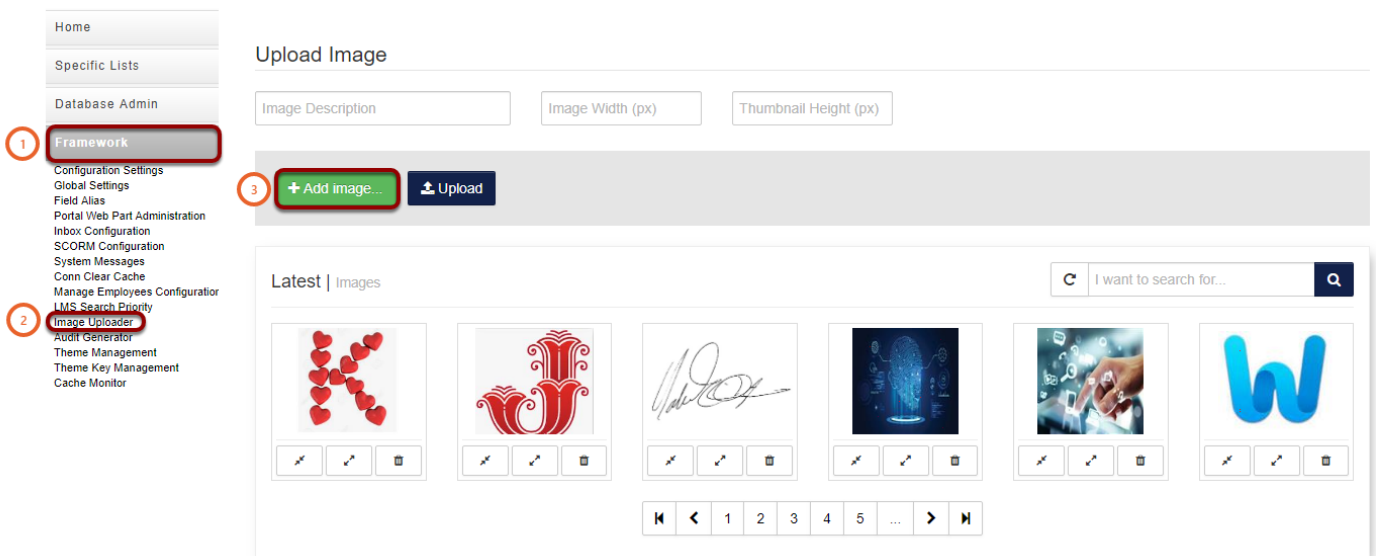 Home
Specific Lists
Database Admin
1
Framework
Configuration Settings
Global Settings
Field Alias
Portal Web Part Administration
Inbox Configuration
SCORM Configuration
System Messages
Conn Clear Cache
Manage Employees Configuration
LMS Search Priority
2
Image Uploader
Audit Generator
Theme Management
Theme Key Management
Cache Monitor
Upload Image
Image Description Image Width (px) Thumbnail Height (px)
3 Add image... Upload
Latest | Images I want to search for...
K J W
1 2 3 4 5 ...